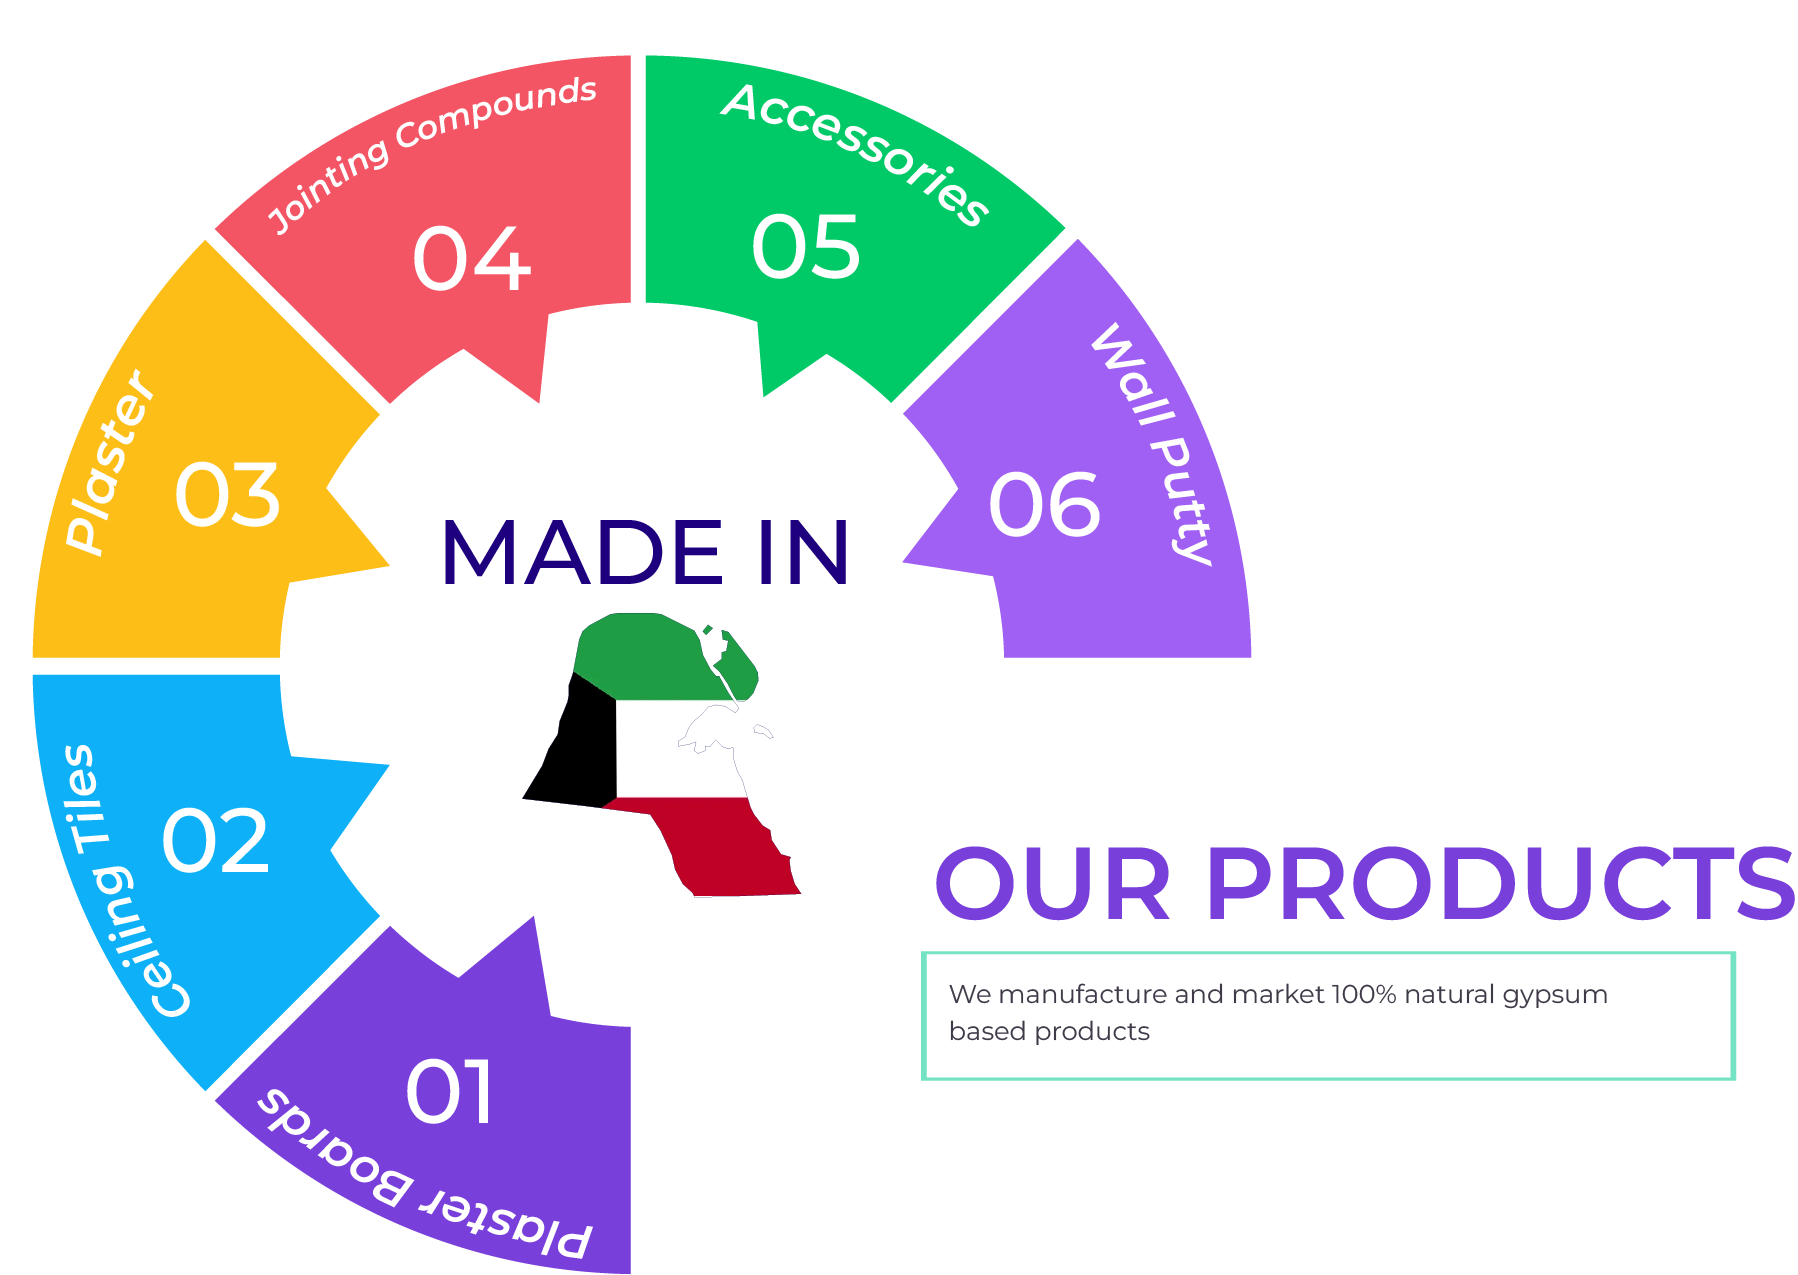 Plaster Boards
01
Ceiling Tiles
02
Plaster
03
Jointing Compounds
04
Accessories
05
Wall Putty
06
MADE IN
OUR PRODUCTS
We manufacture and market 100% natural gypsum
based products